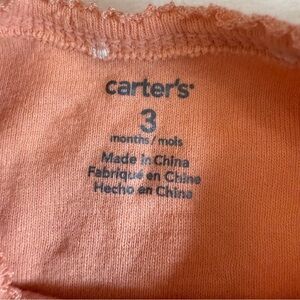 carter's
3
months/mois
Made in China
Fabriqué en Chine
Hecho en China